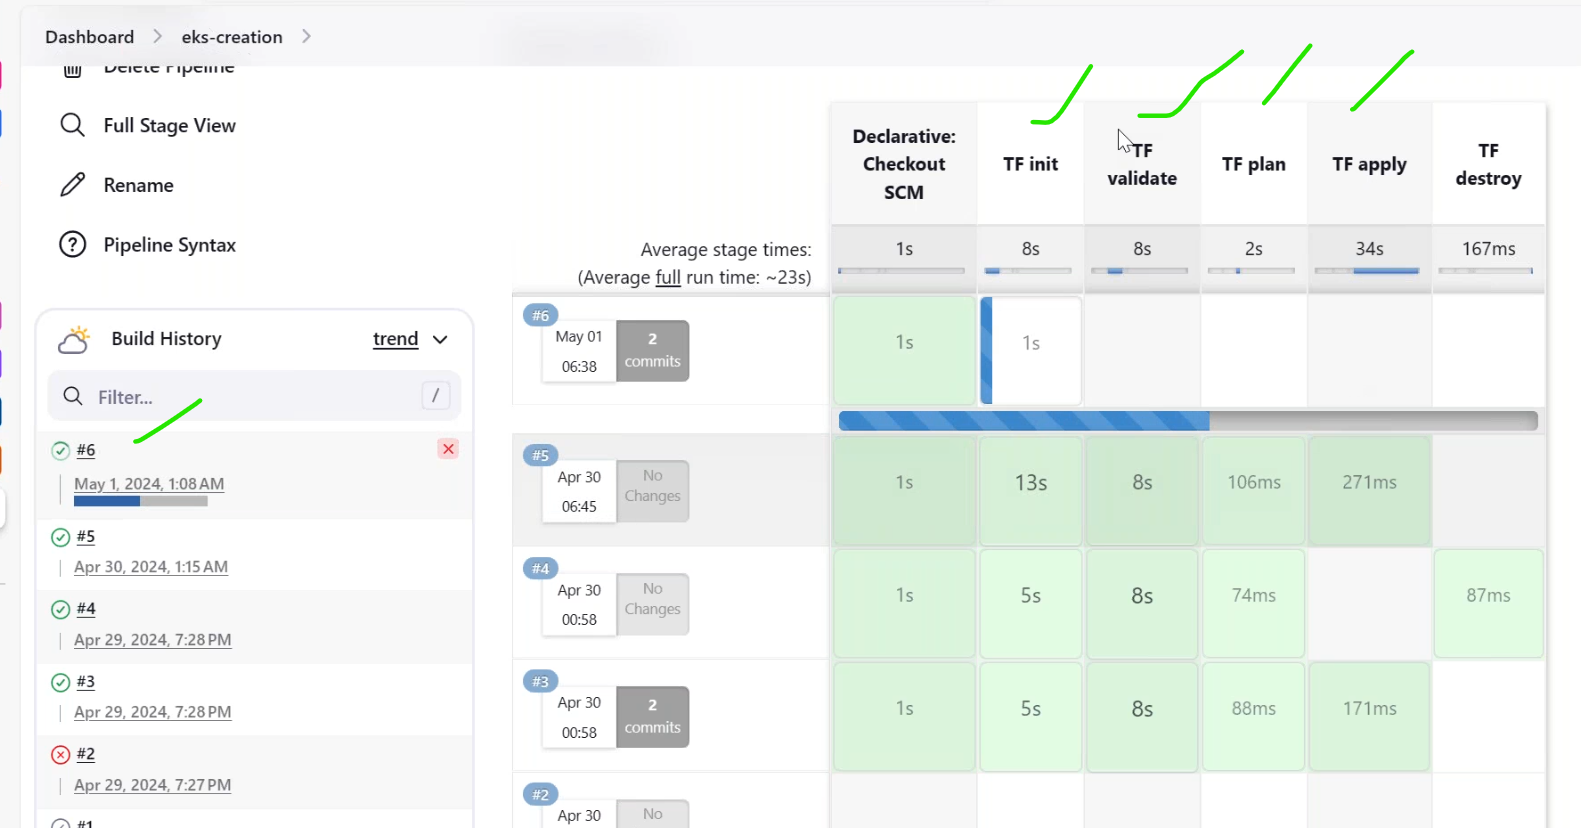 Dashboard
eks-creation
Delete Pipeline
Full Stage View
Rename
Pipeline Syntax
Build History
trend
Filter...
/
#6
May 1, 2024, 1:08 AM
#5
Apr 30, 2024, 1:15 AM
#4
Apr 29, 2024, 7:28 PM
#3
Apr 29, 2024, 7:28 PM
#2
Apr 29, 2024, 7:27 PM
#1
Declarative:
Checkout
SCM
TF init
TF
validate
TF plan
TF apply
TF
destroy
Average stage times:
(Average full run time: ~23s)
1s
8s
8s
2s
34s
167ms
#6
May 01
06:38
2
commits
1s
1s
#5
Apr 30
06:45
No
Changes
1s
13s
8s
106ms
271ms
#4
Apr 30
00:58
No
Changes
1s
5s
8s
74ms
87ms
#3
Apr 30
00:58
2
commits
1s
5s
8s
88ms
171ms
#2
Apr 30
No